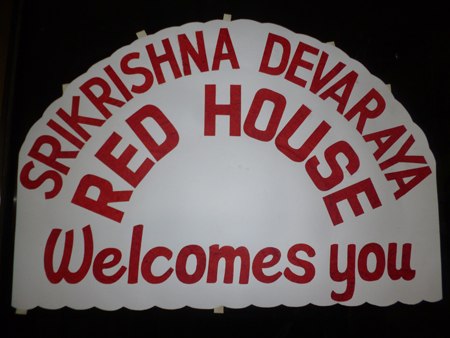 SRIKRISHNA DEVARAYA
RED HOUSE
Welcomes you